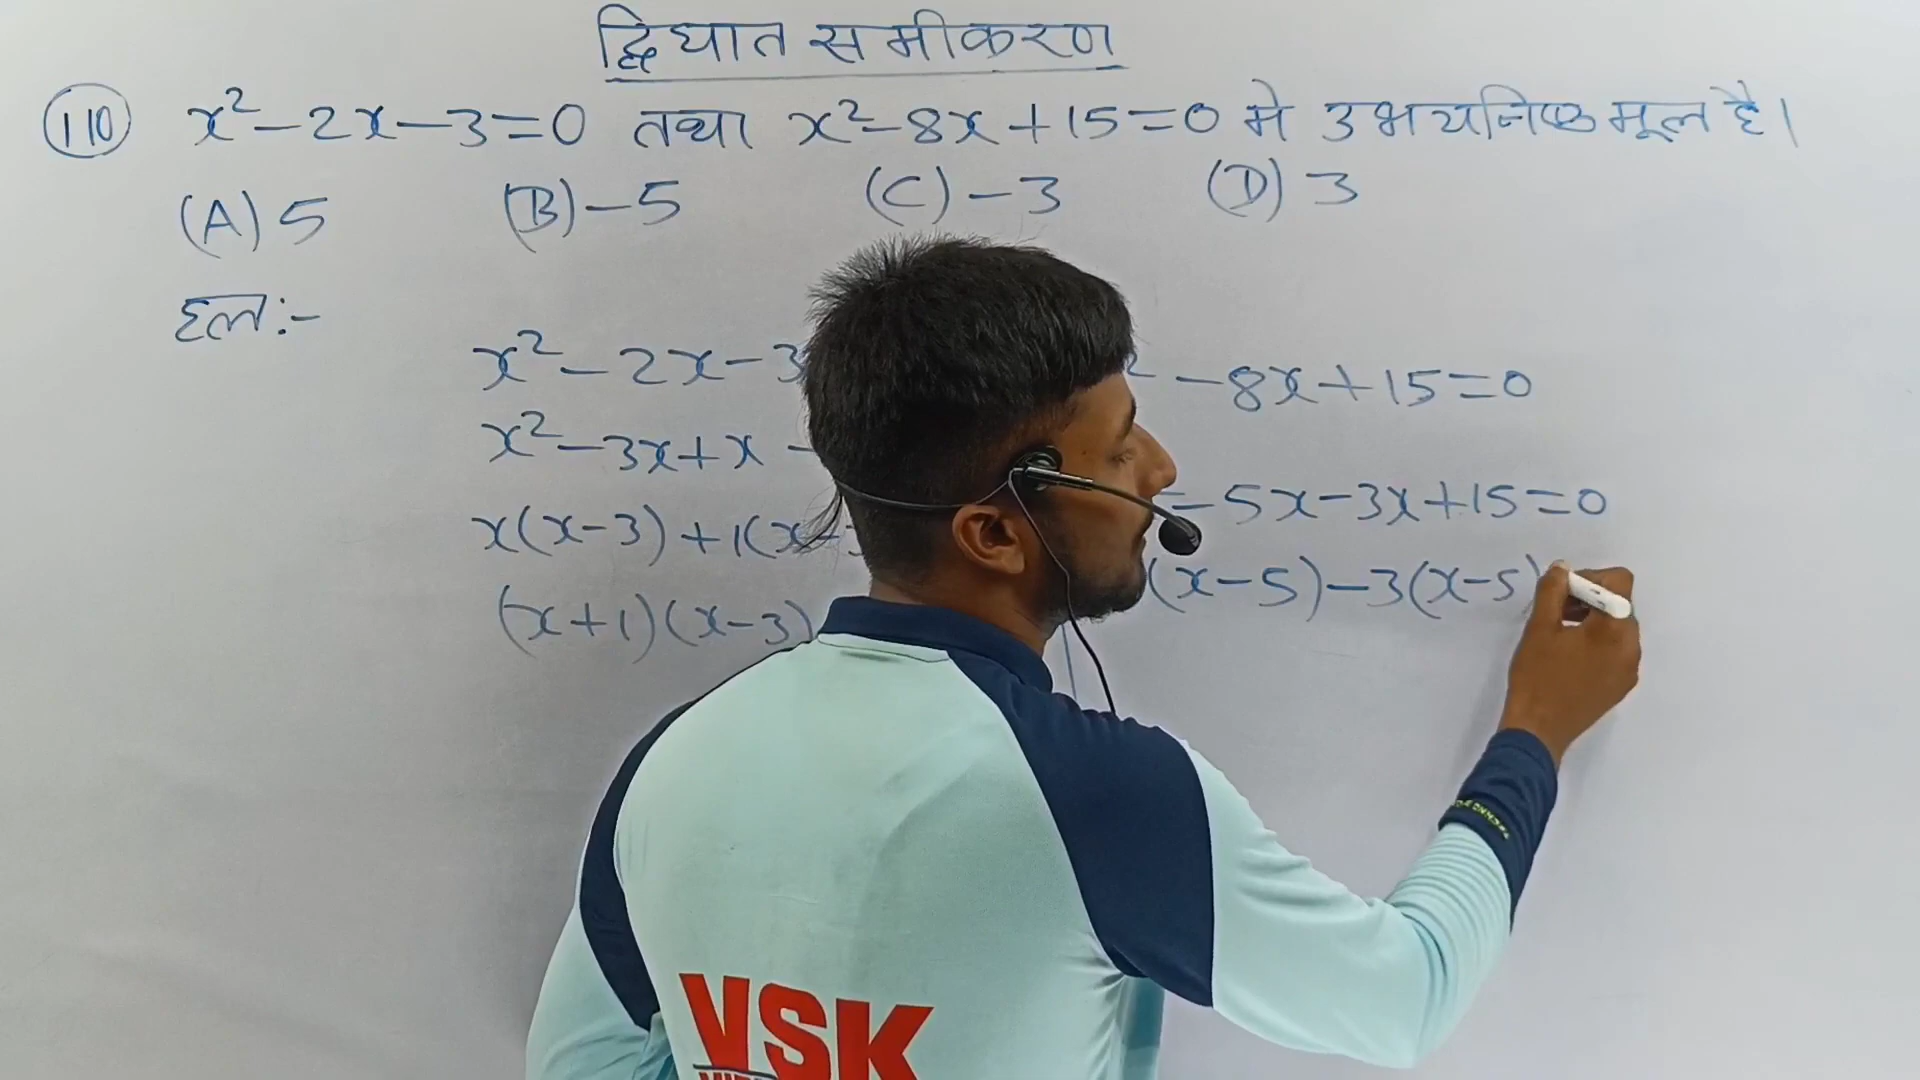 द्विघात समीकरण
110 x²-2x-3=0 तथा x²-8x+15=0 मे उभयनिष्ठ मूल है।
(A) 5 (B) -5 (C) -3 (D) 3
हल:-
x²-2x-3 ² -8x+15=0
x²-3x+x - -5x-3x+15=0
x(x-3)+1(x- (x-5)-3(x-5)
(x+1)(x-3)
VSK